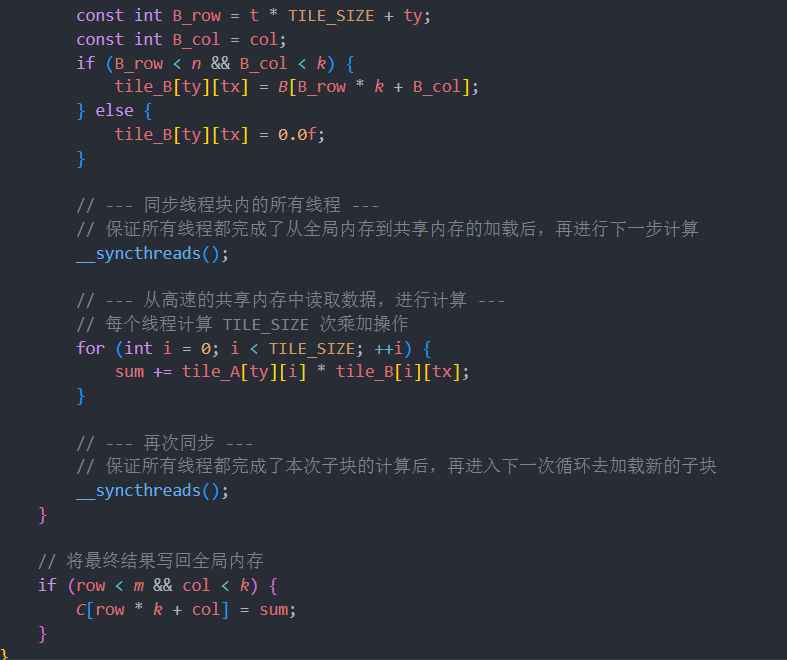 const int B_row = t * TILE_SIZE + ty;
const int B_col = col;
if (B_row < n && B_col < k) {
tile_B[ty][tx] = B[B_row * k + B_col];
} else {
tile_B[ty][tx] = 0.0f;
}
// --- 同步线程块内的所有线程 ---
// 保证所有线程都完成了从全局内存到共享内存的加载后，再进行下一步计算
__syncthreads();
// --- 从高速的共享内存中读取数据，进行计算 ---
// 每个线程计算 TILE_SIZE 次乘加操作
for (int i = 0; i < TILE_SIZE; ++i) {
sum += tile_A[ty][i] * tile_B[i][tx];
}
// --- 再次同步 ---
// 保证所有线程都完成了本次子块的计算后，再进入下一次循环去加载新的子块
__syncthreads();
}
// 将最终结果写回全局内存
if (row < m && col < k) {
C[row * k + col] = sum;
}
}